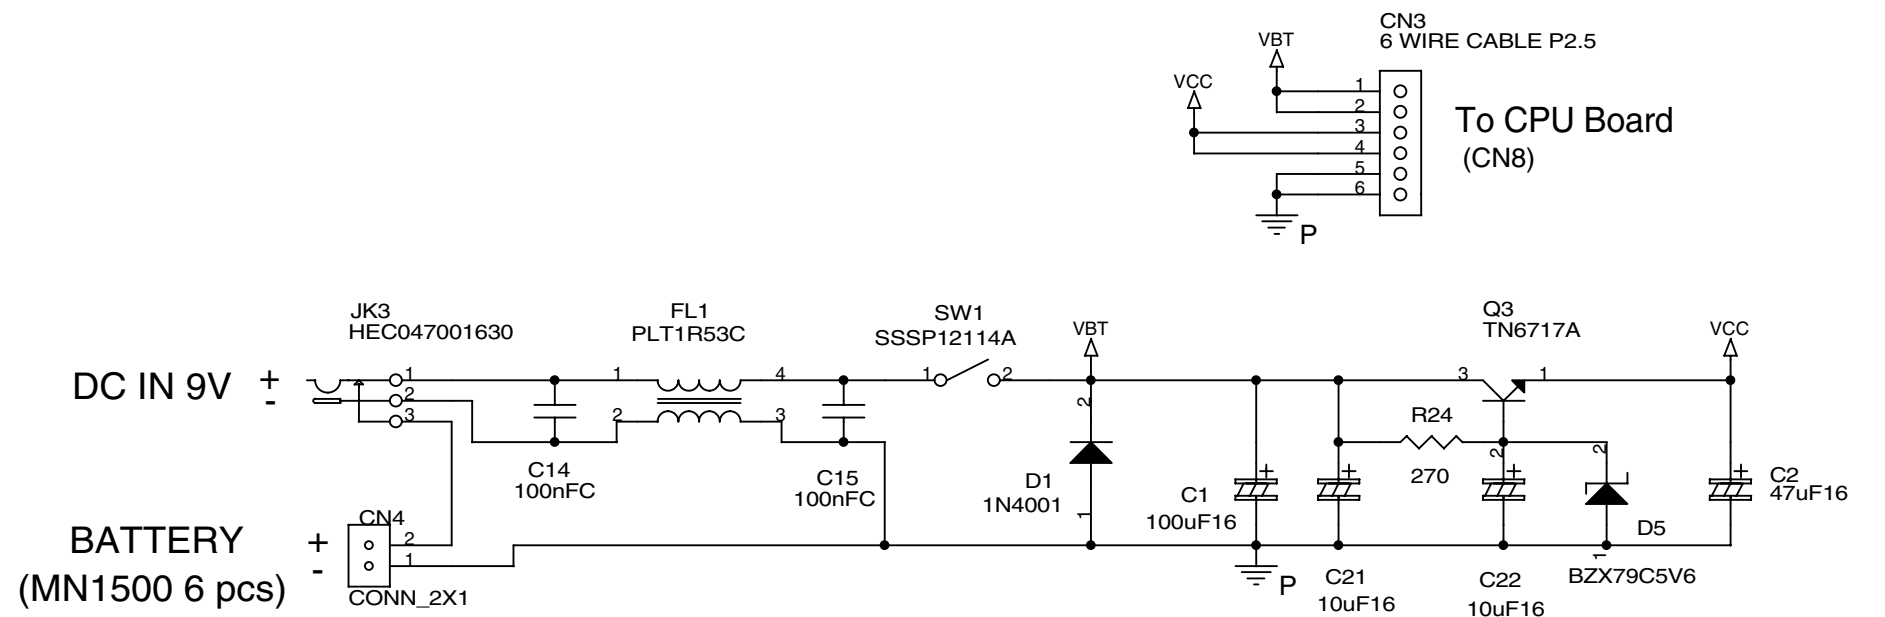 CN3
6 WIRE CABLE P2.5
VBT
VCC
1
2
3
4
5
6
To CPU Board
(CN8)
P
JK3
HEC047001630
FL1
PLT1R53C
SW1
SSSP12114A
VBT
Q3
TN6717A
VCC
DC IN 9V
+
-
1
2
3
1
4
2
3
1
2
3
1
2
R24
270
2
2
C14
100nFC
C15
100nFC
D1
1N4001
1
C1
+
100uF16
+
+
+
C2
47uF16
D5
1
BZX79C5V6
C21
10uF16
C22
10uF16
P
BATTERY
(MN1500 6 pcs)
+
-
CN4
2
1
CONN_2X1